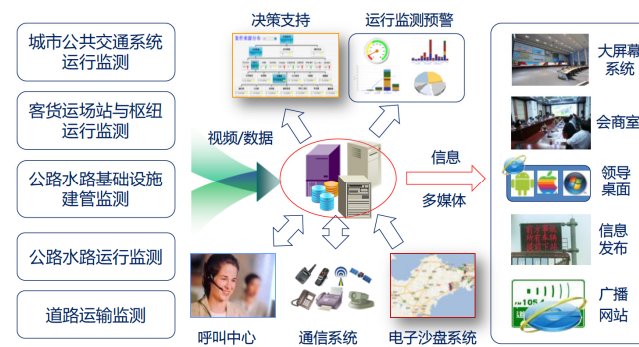 城市公共交通系统
运行监测
客货运场站与枢纽
运行监测
公路水路基础设施
建管监测
公路水路运行监测
道路运输监测
决策支持
运行监测预警
视频/数据
信息
多媒体
呼叫中心
通信系统
电子沙盘系统
大屏幕
系统
会商室
领导
桌面
信息
发布
广播
网站